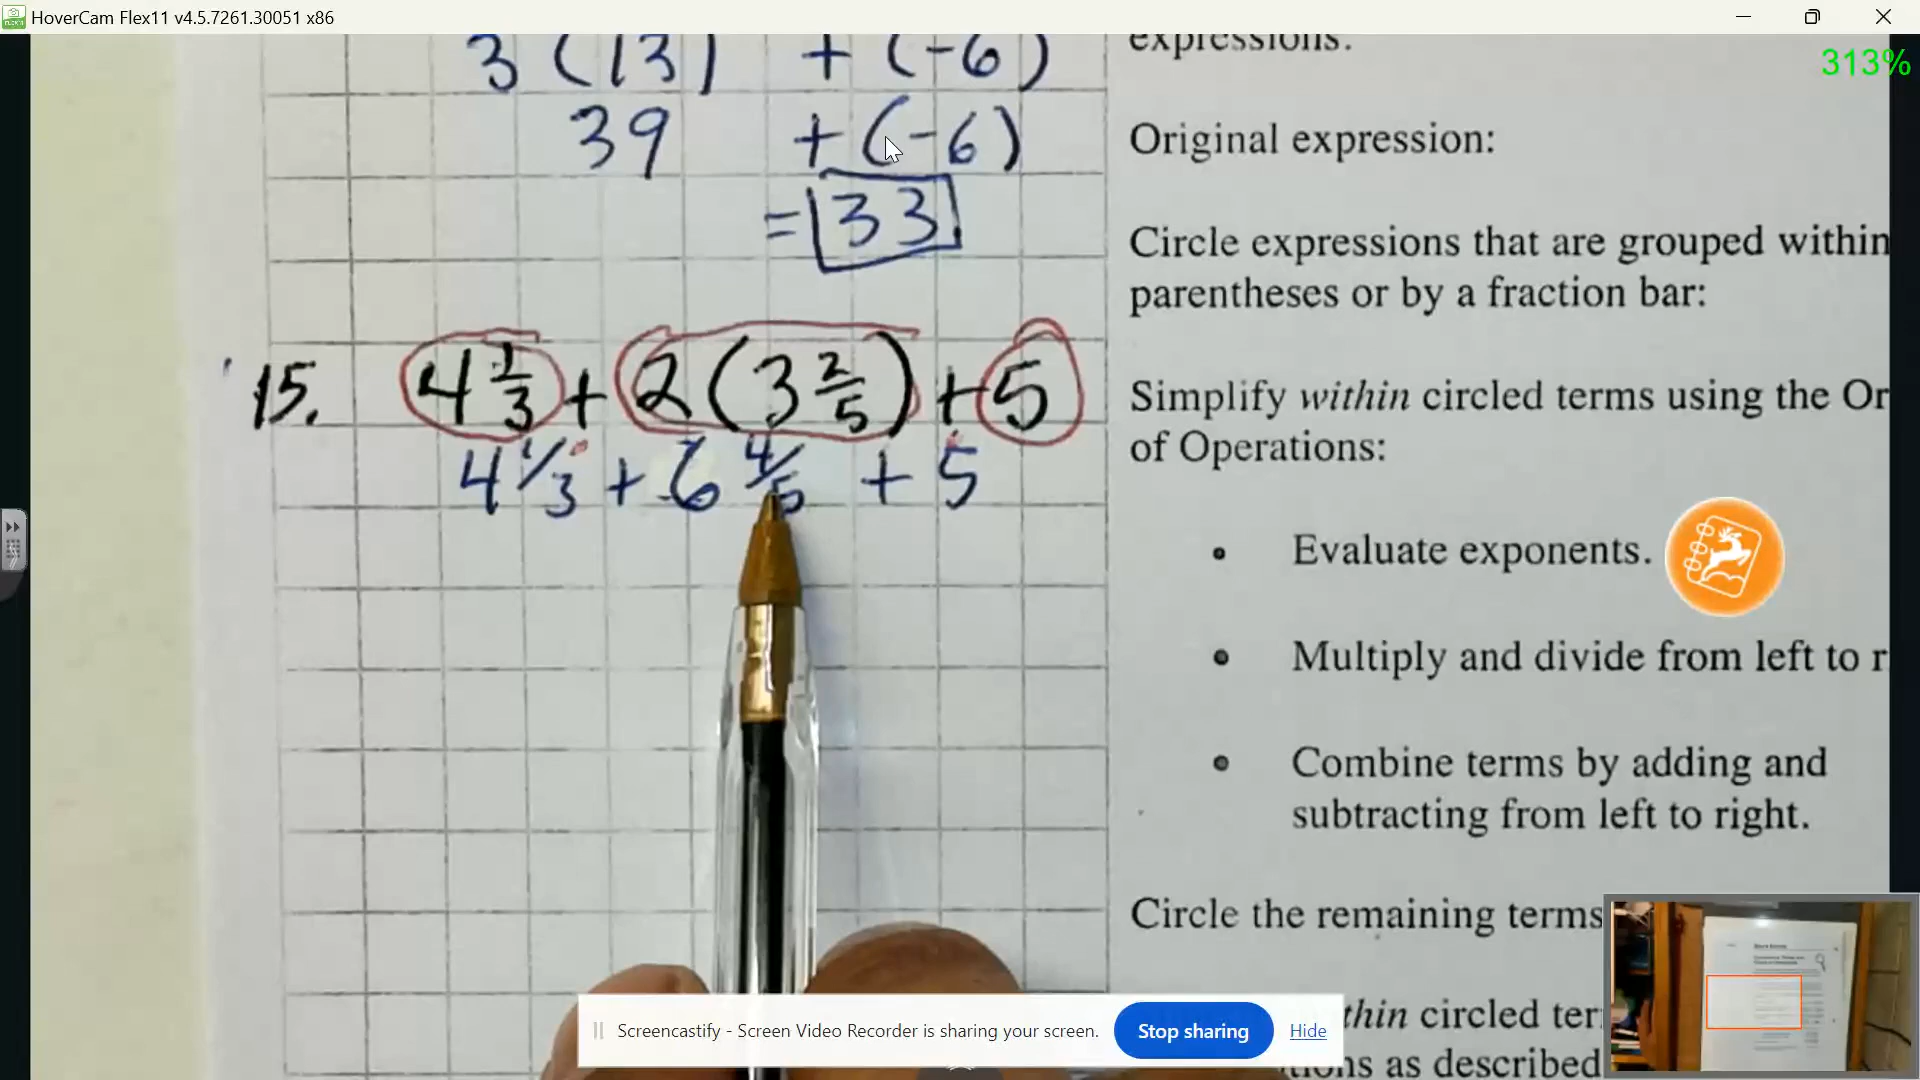 HoverCam Flex11 v4.5.7261.30051 x86
313%
3 (13) + (-6)
39 + (-6)
= 33
15. 4 1/3 + 2 (3 2/5) + 5
4 1/3 + 6 4/5 + 5
expressions.
Original expression:
Circle expressions that are grouped within
parentheses or by a fraction bar:
Simplify within circled terms using the Or
of Operations:
• Evaluate exponents.
• Multiply and divide from left to r
• Combine terms by adding and
subtracting from left to right.
Circle the remaining terms
thin circled ter
ons as described
Screencastify - Screen Video Recorder is sharing your screen.
Stop sharing
Hide